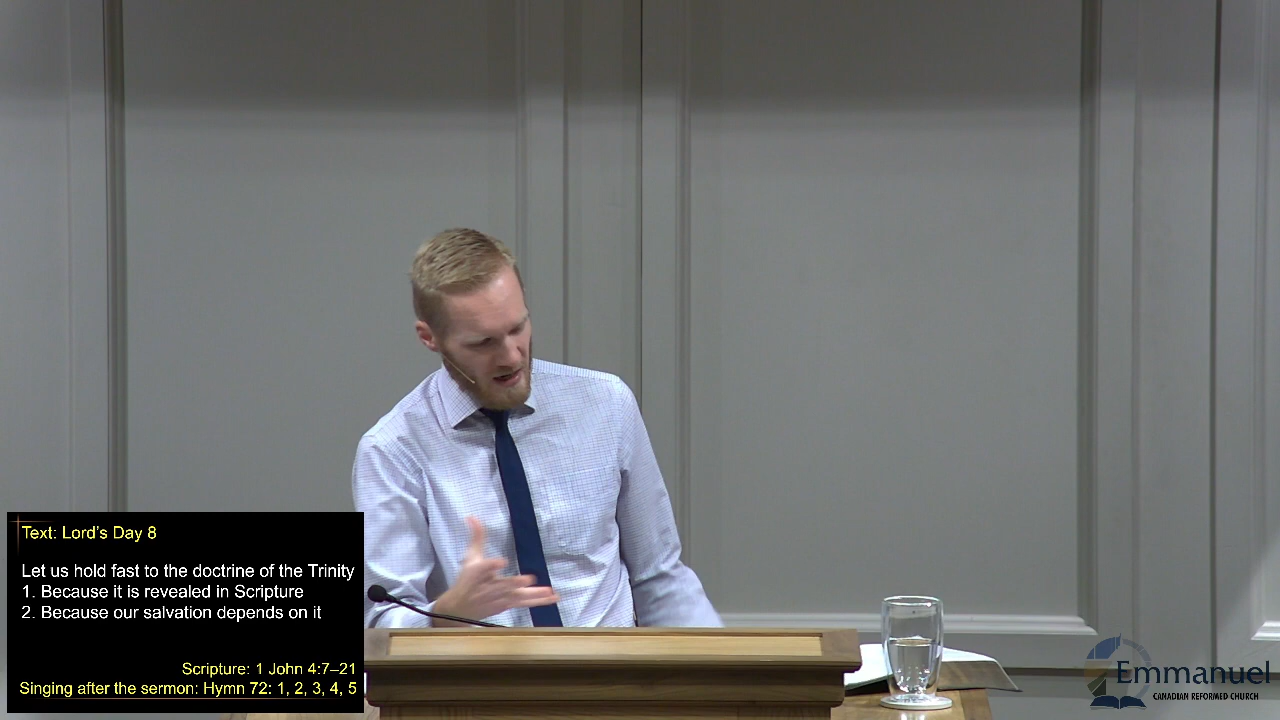 Text: Lord's Day 8
Let us hold fast to the doctrine of the Trinity
1. Because it is revealed in Scripture
2. Because our salvation depends on it
Scripture: 1 John 4:7–21
Singing after the sermon: Hymn 72: 1, 2, 3, 4, 5
Emmanuel
CANADIAN REFORMED CHURCH